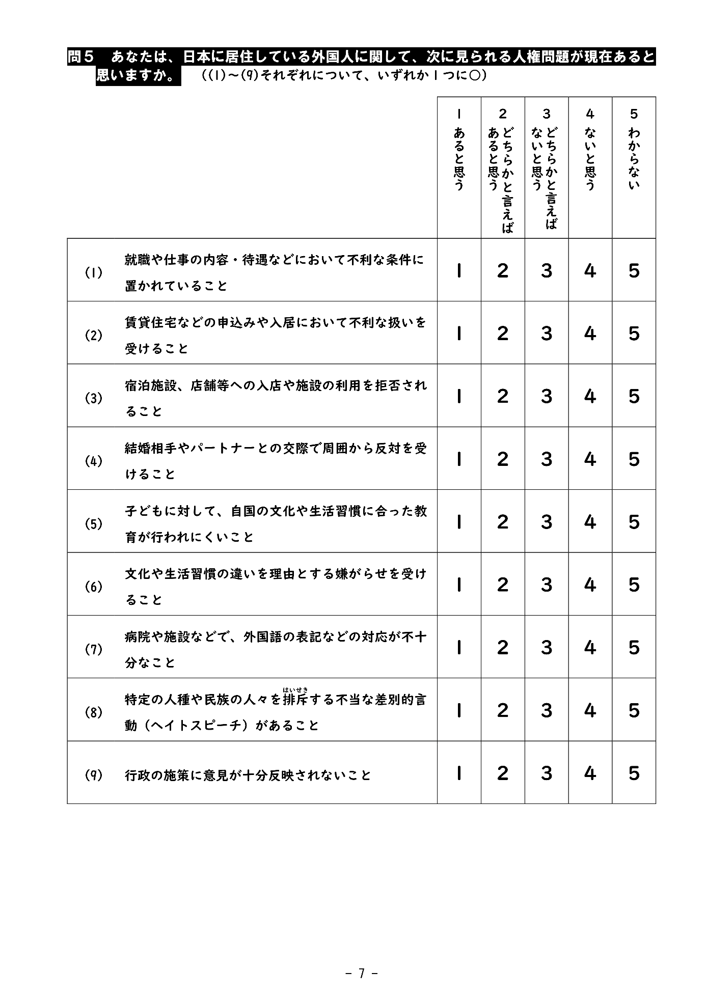 問５　あなたは、日本に居住している外国人に関して、次に見られる人権問題が現在あると
思いますか。　（(1)～(9)それぞれについて、いずれか１つに○）
1 あると思う
2 どちらかと言えば
あると思う
3 どちらかと言えば
ないと思う
4 ないと思う
5 わからない
(1) 就職や仕事の内容・待遇などにおいて不利な条件に
置かれていること
1 2 3 4 5
(2) 賃貸住宅などの申込みや入居において不利な扱いを
受けること
1 2 3 4 5
(3) 宿泊施設、店舗等への入店や施設の利用を拒否され
ること
1 2 3 4 5
(4) 結婚相手やパートナーとの交際で周囲から反対を受
けること
1 2 3 4 5
(5) 子どもに対して、自国の文化や生活習慣に合った教
育が行われにくいこと
1 2 3 4 5
(6) 文化や生活習慣の違いを理由とする嫌がらせを受け
ること
1 2 3 4 5
(7) 病院や施設などで、外国語の表記などの対応が不十
分なこと
1 2 3 4 5
はいせき
(8) 特定の人種や民族の人々を排斥する不当な差別的言
動（ヘイトスピーチ）があること
1 2 3 4 5
(9) 行政の施策に意見が十分反映されないこと
1 2 3 4 5
- 7 -